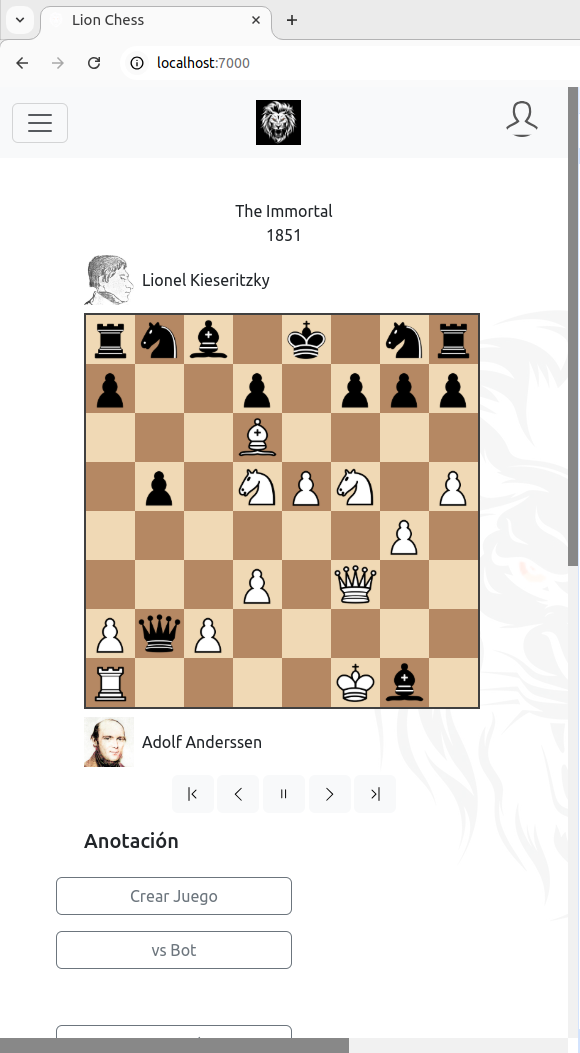 Lion Chess
localhost:7000
The Immortal
1851
Lionel Kieseritzky
Adolf Anderssen
Anotación
Crear Juego
vs Bot